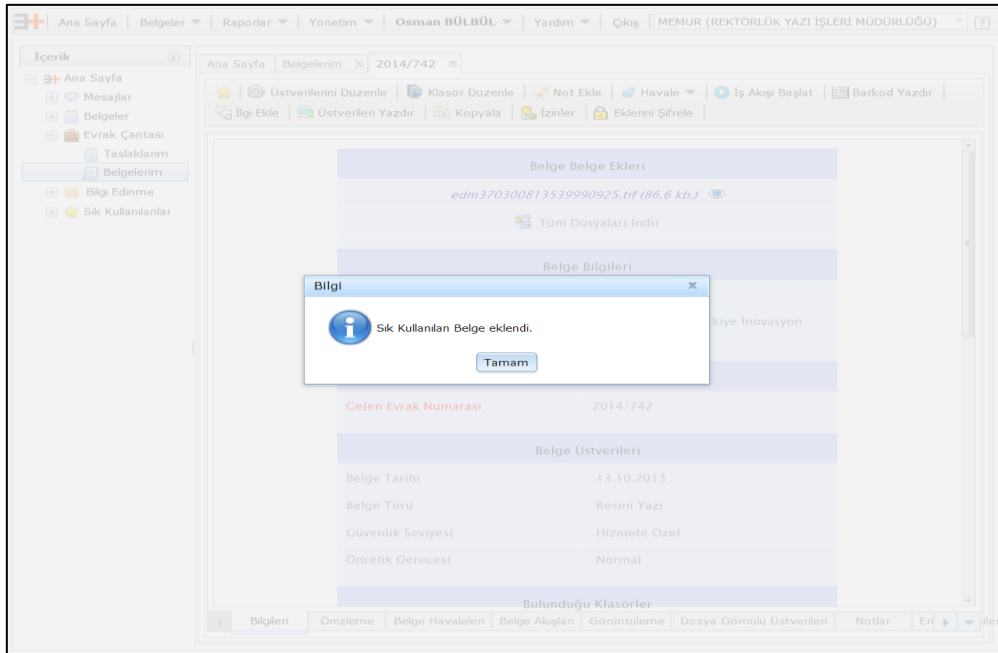 Ana Sayfa Belgeler Raporlar Yönetim Osman BÜLBÜL Yardım Çıkış MEMUR (REKTÖRLÜK YAZI İŞLERİ MÜDÜRLÜĞÜ) ?
İçerik
Ana Sayfa
Mesajlar
Belgeler
Evrak Çantası
Taslaklarım
Belgelerim
Bilgi Edinme
Sık Kullanılanlar
Ana Sayfa Belgelerim x 2014/742 x
Üstverilerini Düzenle Klasör Düzenle Not Ekle Havale İş Akışı Başlat Barkod Yazdır
İlgi Ekle Üstverileri Yazdır Kopyala İzinler Eklerini Şifrele
Belge Belge Ekleri
edm370300813539990925.tif (86.6 kb.)
Tüm Dosyaları İndir
Belge Bilgileri
Bilgi x
rkiye İnovasyon
Sık Kullanılan Belge eklendi.
Tamam
Gelen Evrak Numarası 2014/742
Belge Üstverileri
Belge Tarihi 13.10.2013
Belge Türü Resmi Yazı
Güvenlik Seviyesi Hizmete Özel
Öncelik Derecesi Normal
Bulunduğu Klasörler
Bilgileri Önizleme Belge Havaleleri Belge Akışları Görüntüleme Dosya Gömülü Üstverileri Notlar